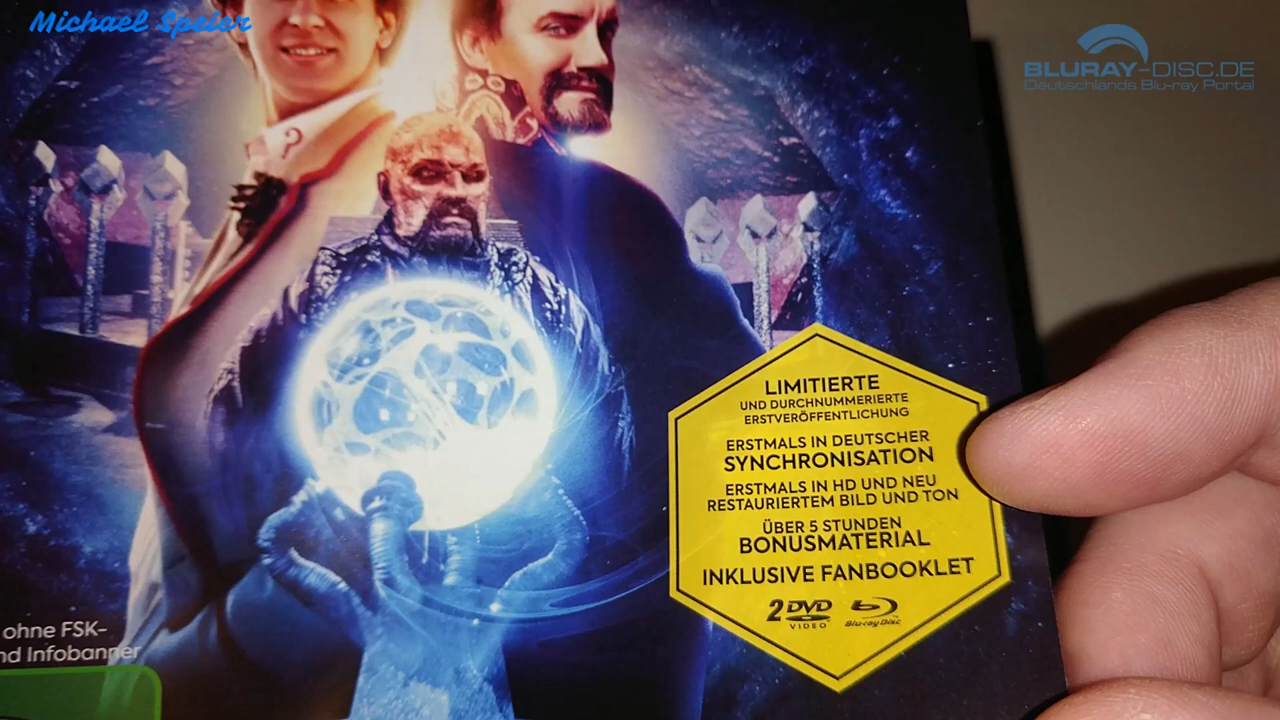 Michael Speier
BLURAY-DISC.DE
Deutschlands Blu-ray Portal
?
LIMITIERTE
UND DURCHNUMMERIERTE
ERSTVERÖFFENTLICHUNG
ERSTMALS IN DEUTSCHER
SYNCHRONISATION
ERSTMALS IN HD UND NEU
RESTAURIERTEM BILD UND TON
ÜBER 5 STUNDEN
BONUSMATERIAL
INKLUSIVE FANBOOKLET
2 DVD VIDEO Blu-ray Disc
ohne FSK-
nd Infobanner